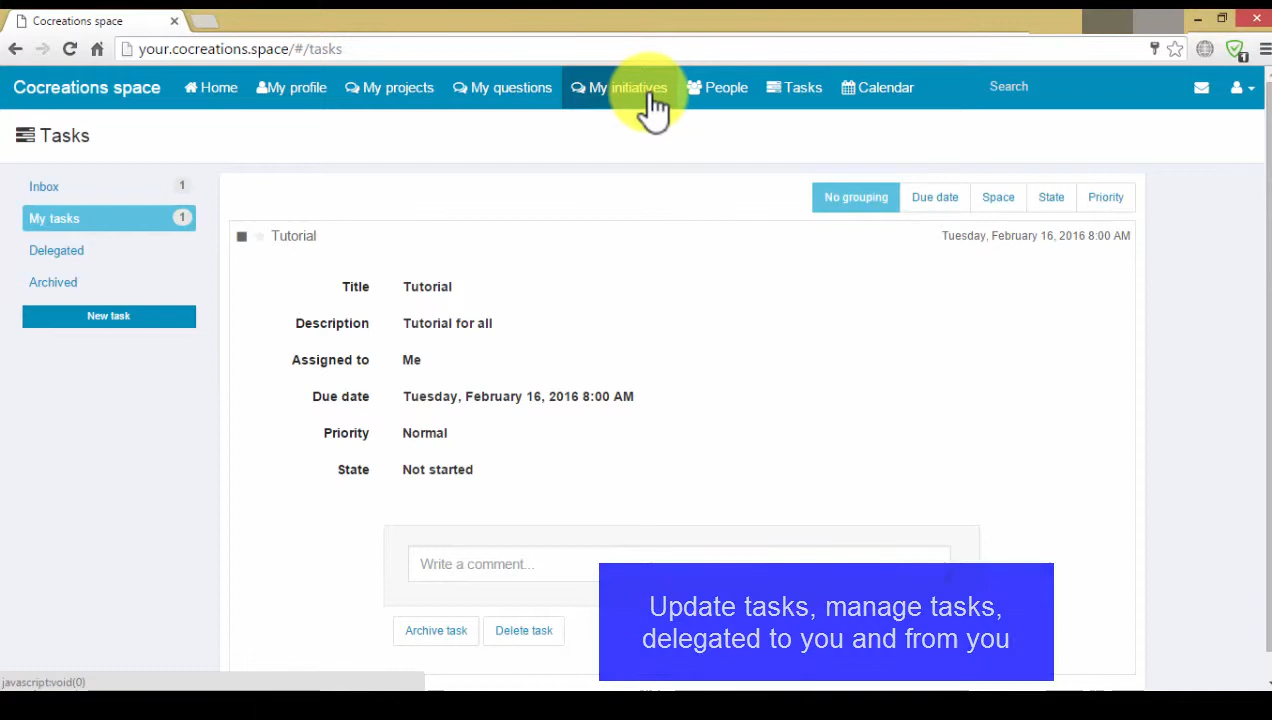 Cocreations space
your.cocreations.space/#/tasks
Cocreations space Home My profile My projects My questions My initiatives People Tasks Calendar Search
Tasks
Inbox 1
My tasks 1
Delegated
Archived
New task
No grouping Due date Space State Priority
Tutorial Tuesday, February 16, 2016 8:00 AM
Title Tutorial
Description Tutorial for all
Assigned to Me
Due date Tuesday, February 16, 2016 8:00 AM
Priority Normal
State Not started
Write a comment...
Archive task Delete task
Update tasks, manage tasks,
delegated to you and from you
javascript:void(0)